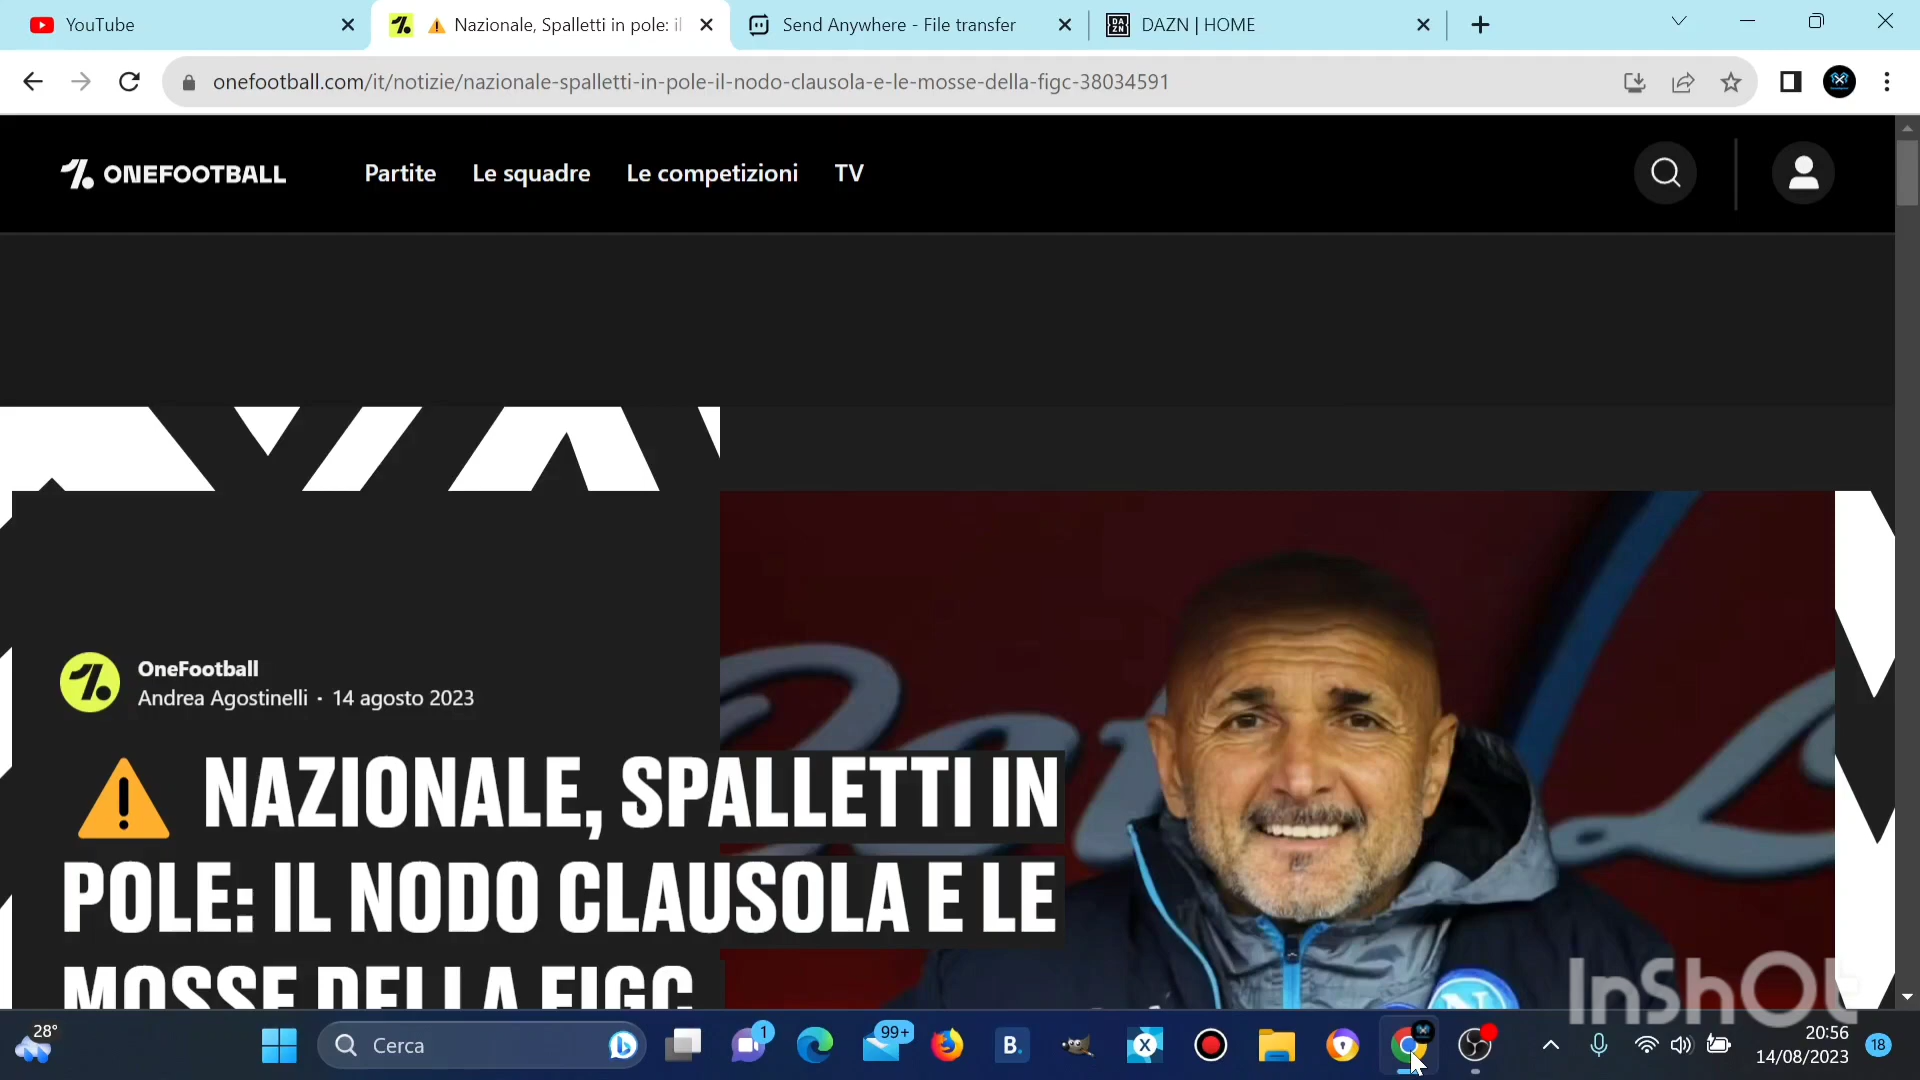 YouTube
⚠ Nazionale, Spalletti in pole: il
Send Anywhere - File transfer
DAZN | HOME
onefootball.com/it/notizie/nazionale-spalletti-in-pole-il-nodo-clausola-e-le-mosse-della-figc-38034591
ONEFOOTBALL
Partite
Le squadre
Le competizioni
TV
OneFootball
Andrea Agostinelli · 14 agosto 2023
⚠ NAZIONALE, SPALLETTI IN
POLE: IL NODO CLAUSOLA E LE
MOSSE DELLA FIGC
InShOt
28°
Cerca
1
99+
B.
20:56
14/08/2023
18